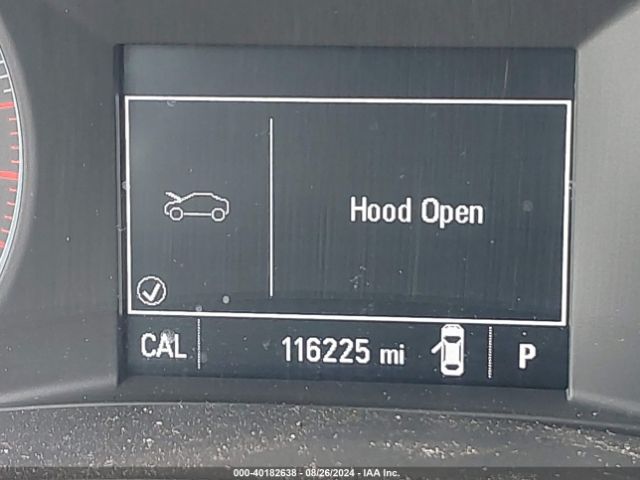 Hood Open
CAL 116225 mi P
000-40182638 - 08/26/2024 - IAA Inc.